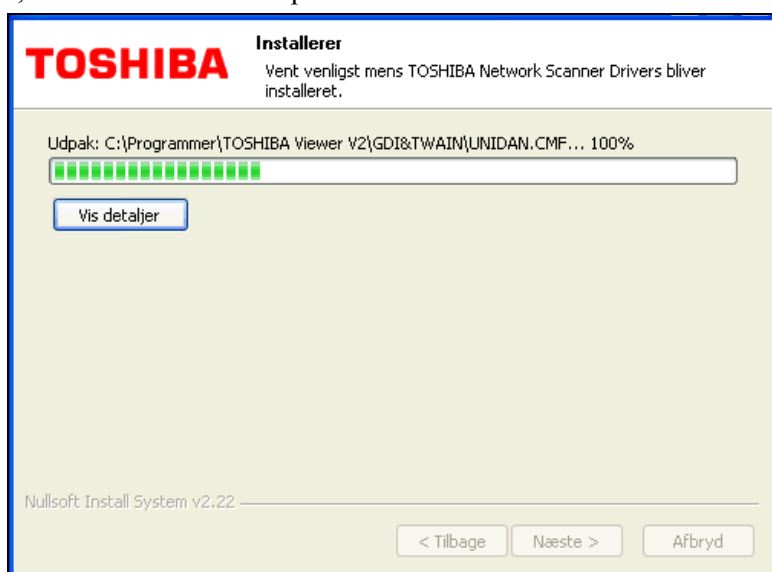 TOSHIBA
Installerer
Vent venligst mens TOSHIBA Network Scanner Drivers bliver
installeret.
Udpak: C:\Programmer\TOSHIBA Viewer V2\GDI&TWAIN\UNIDAN.CMF... 100%
Vis detaljer
Nullsoft Install System v2.22
< Tilbage
Næste >
Afbryd